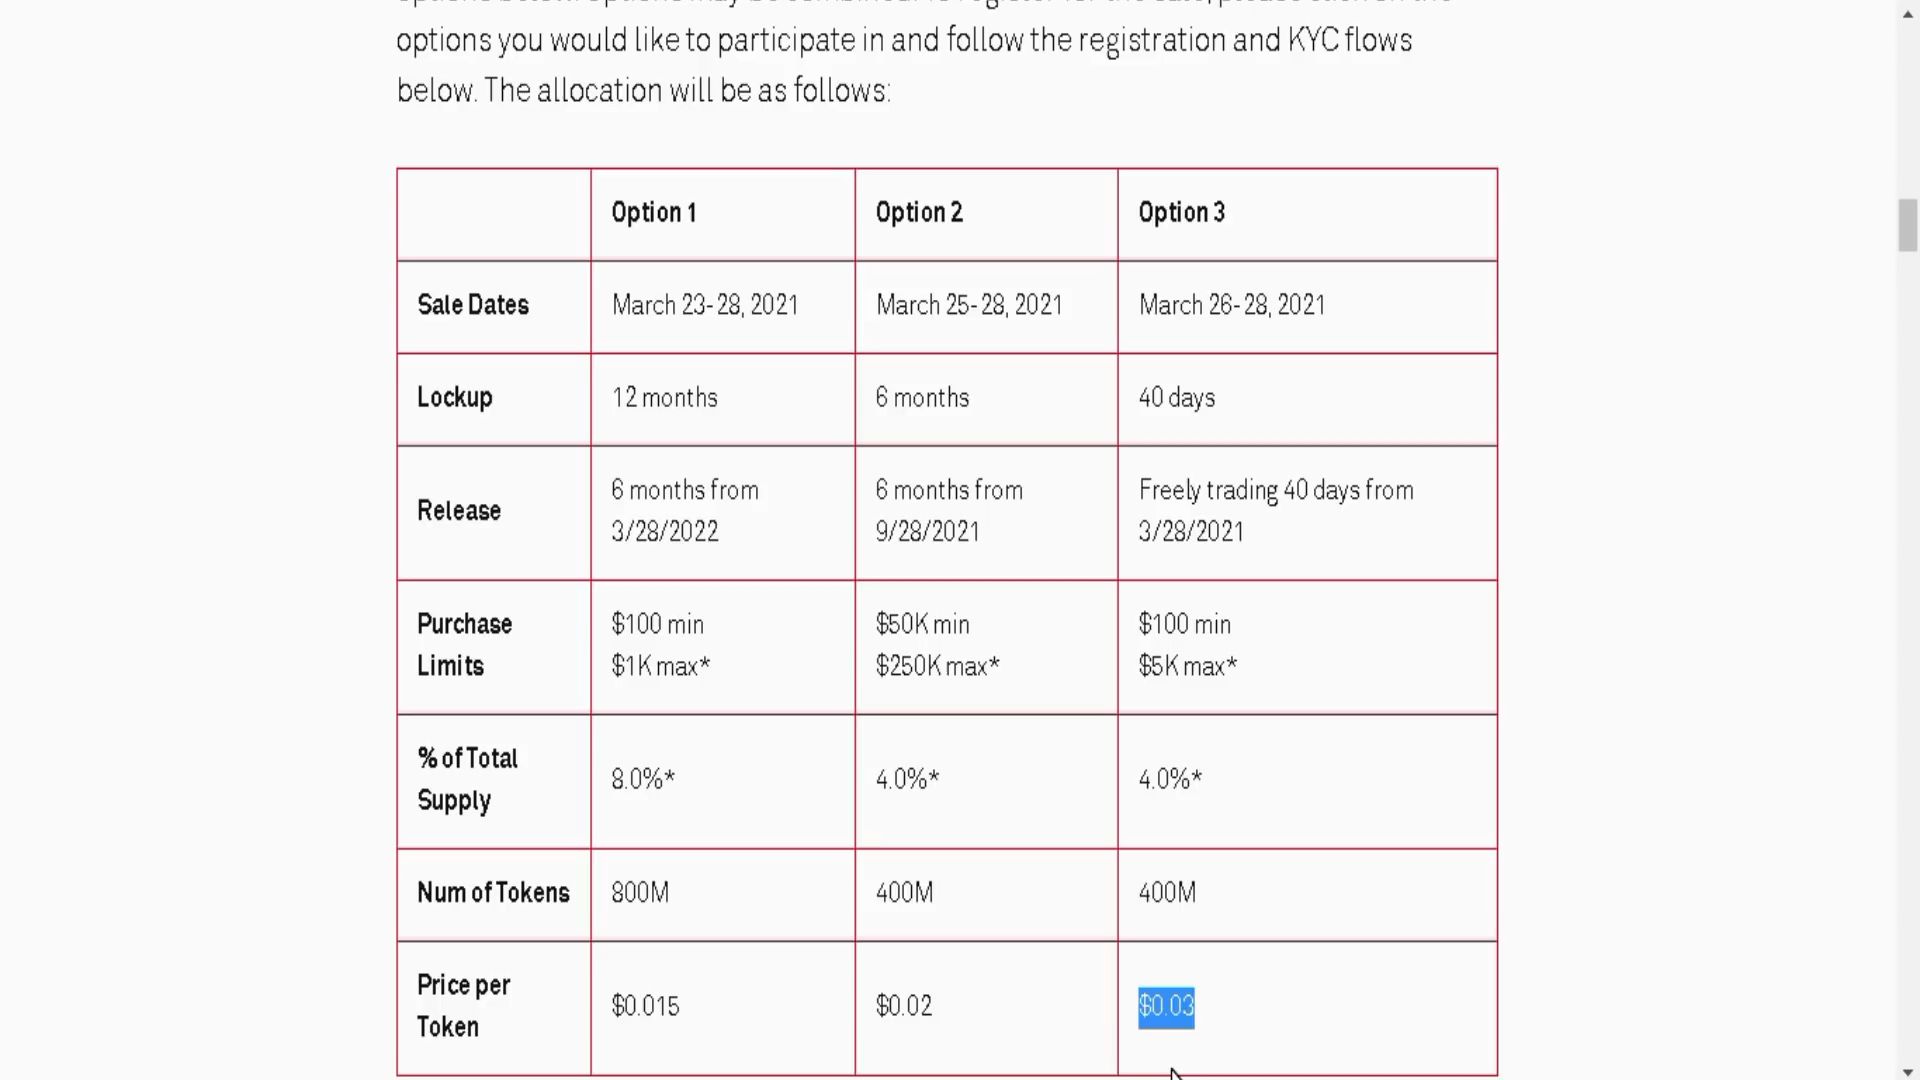 options you would like to participate in and follow the registration and KYC flows
below. The allocation will be as follows:
Option 1 Option 2 Option 3
Sale Dates March 23-28, 2021 March 25-28, 2021 March 26-28, 2021
Lockup 12 months 6 months 40 days
Release 6 months from 3/28/2022 6 months from 9/28/2021 Freely trading 40 days from 3/28/2021
Purchase Limits $100 min $1K max* $50K min $250K max* $100 min $5K max*
% of Total Supply 8.0%* 4.0%* 4.0%*
Num of Tokens 800M 400M 400M
Price per Token $0.015 $0.02 $0.03